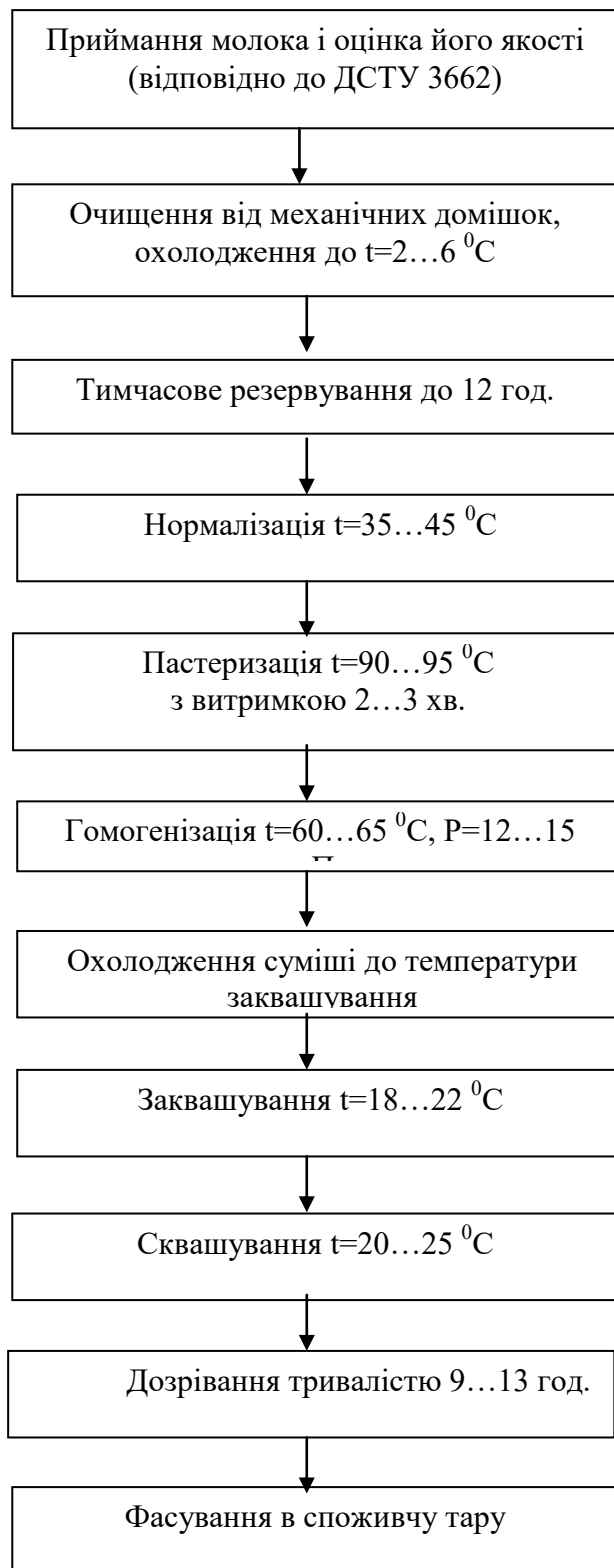 Приймання молока і оцінка його якості
(відповідно до ДСТУ 3662)
Очищення від механічних домішок,
охолодження до t=2…6 ⁰С
Тимчасове резервування до 12 год.
Нормалізація t=35…45 ⁰С
Пастеризація t=90…95 ⁰С
з витримкою 2…3 хв.
Гомогенізація t=60…65 ⁰С, Р=12…15
Охолодження суміші до температури
заквашування
Заквашування t=18…22 ⁰С
Сквашування t=20…25 ⁰С
Дозрівання тривалістю 9…13 год.
Фасування в споживчу тару